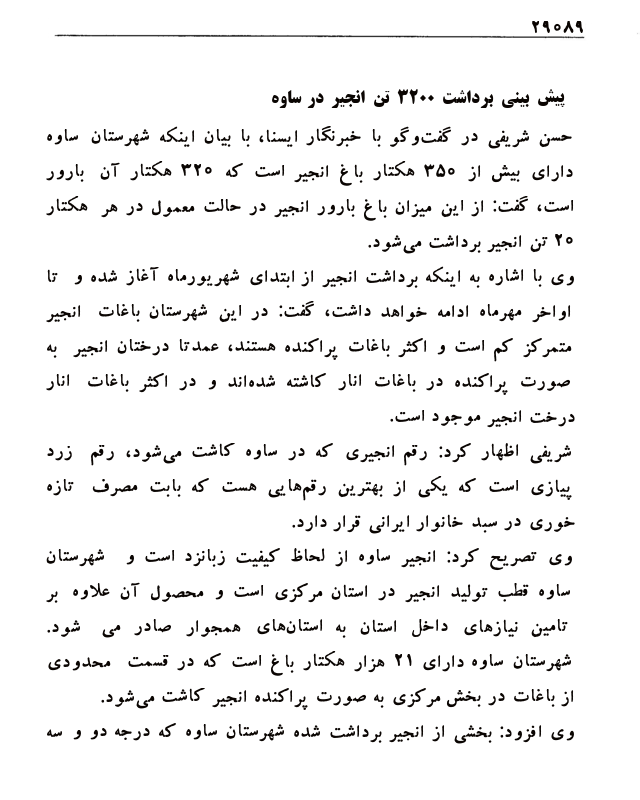 ۲۹۰۸۹
پیش بینی برداشت ۳۲۰۰ تن انجیر در ساوه
حسن شریفی در گفت‌وگو با خبرنگار ایسنا، با بیان اینکه شهرستان ساوه
دارای بیش از ۳۵۰ هکتار باغ انجیر است که ۳۲۰ هکتار آن بارور
است، گفت: از این میزان باغ بارور انجیر در حالت معمول در هر هکتار
۲۰ تن انجیر برداشت می‌شود.
وی با اشاره به اینکه برداشت انجیر از ابتدای شهریورماه آغاز شده و تا
اواخر مهرماه ادامه خواهد داشت، گفت: در این شهرستان باغات انجیر
متمرکز کم است و اکثر باغات پراکنده هستند، عمدتا درختان انجیر به
صورت پراکنده در باغات انار کاشته شده‌اند و در اکثر باغات انار
درخت انجیر موجود است.
شریفی اظهار کرد: رقم انجیری که در ساوه کاشت می‌شود، رقم زرد
پیازی است که یکی از بهترین رقم‌هایی هست که بابت مصرف تازه
خوری در سبد خانوار ایرانی قرار دارد.
وی تصریح کرد: انجیر ساوه از لحاظ کیفیت زبانزد است و شهرستان
ساوه قطب تولید انجیر در استان مرکزی است و محصول آن علاوه بر
تامین نیازهای داخل استان به استان‌های همجوار صادر می شود.
شهرستان ساوه دارای ۲۱ هزار هکتار باغ است که در قسمت محدودی
از باغات در بخش مرکزی به صورت پراکنده انجیر کاشت می‌شود.
وی افزود: بخشی از انجیر برداشت شده شهرستان ساوه که درجه دو و سه